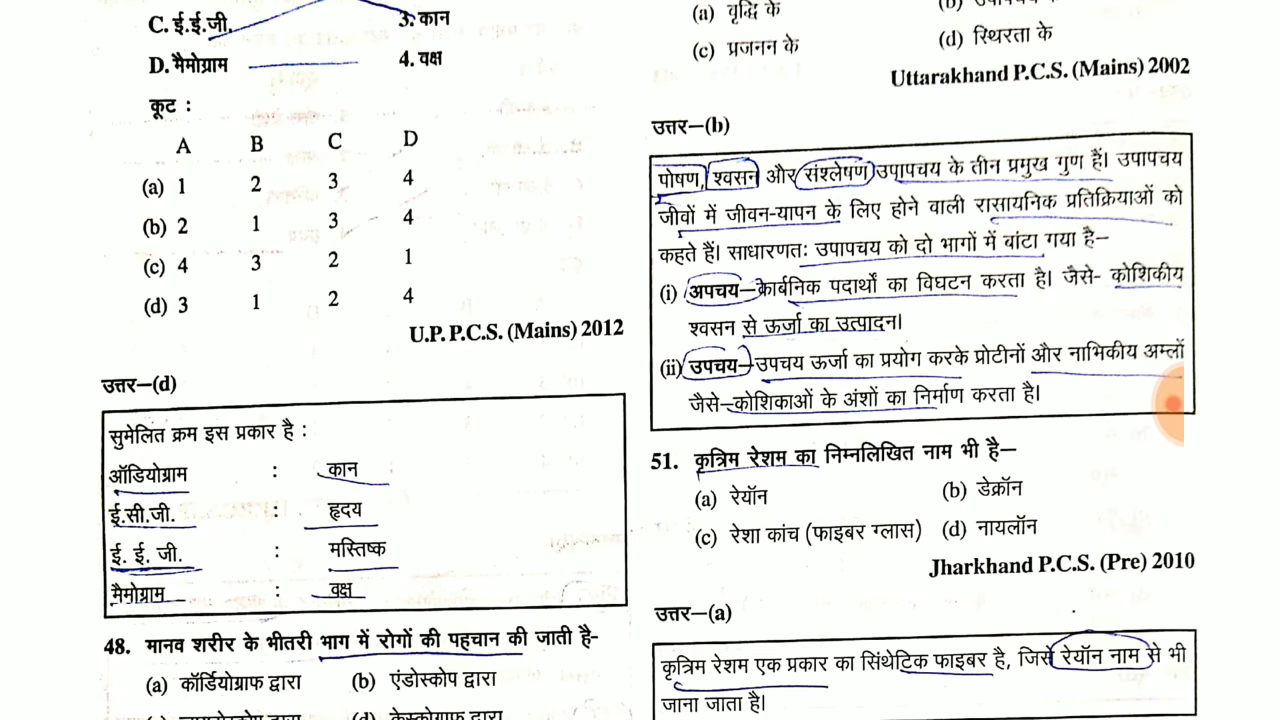 C. ई.ई.जी. 3. कान
D. मैमोग्राम 4. वक्ष
कूट :
A B C D
(a) 1 2 3 4
(b) 2 1 3 4
(c) 4 3 2 1
(d) 3 1 2 4
U.P. P.C.S. (Mains) 2012
उत्तर–(d)
सुमेलित क्रम इस प्रकार है :
ऑडियोग्राम : कान
ई.सी.जी. : हृदय
ई. ई. जी. : मस्तिष्क
मैमोग्राम : वक्ष
48. मानव शरीर के भीतरी भाग में रोगों की पहचान की जाती है-
(a) कॉर्डियोग्राफ द्वारा (b) एंडोस्कोप द्वारा
(d) केस्कोग्राफ द्वारा
(a) वृद्धि के
(c) प्रजनन के (d) स्थिरता के
Uttarakhand P.C.S. (Mains) 2002
उत्तर–(b)
पोषण, श्वसन और संश्लेषण उपापचय के तीन प्रमुख गुण हैं। उपापचय
जीवों में जीवन-यापन के लिए होने वाली रासायनिक प्रतिक्रियाओं को
कहते हैं। साधारणतः उपापचय को दो भागों में बांटा गया है–
(i) अपचय–कार्बनिक पदार्थों का विघटन करता है। जैसे- कोशिकीय
श्वसन से ऊर्जा का उत्पादन।
(ii) उपचय–उपचय ऊर्जा का प्रयोग करके प्रोटीनों और नाभिकीय अम्लों
जैसे–कोशिकाओं के अंशों का निर्माण करता है।
51. कृत्रिम रेशम का निम्नलिखित नाम भी है–
(a) रेयॉन (b) डेक्रॉन
(c) रेशा कांच (फाइबर ग्लास) (d) नायलॉन
Jharkhand P.C.S. (Pre) 2010
उत्तर–(a)
कृत्रिम रेशम एक प्रकार का सिंथेटिक फाइबर है, जिसे रेयॉन नाम से भी
जाना जाता है।